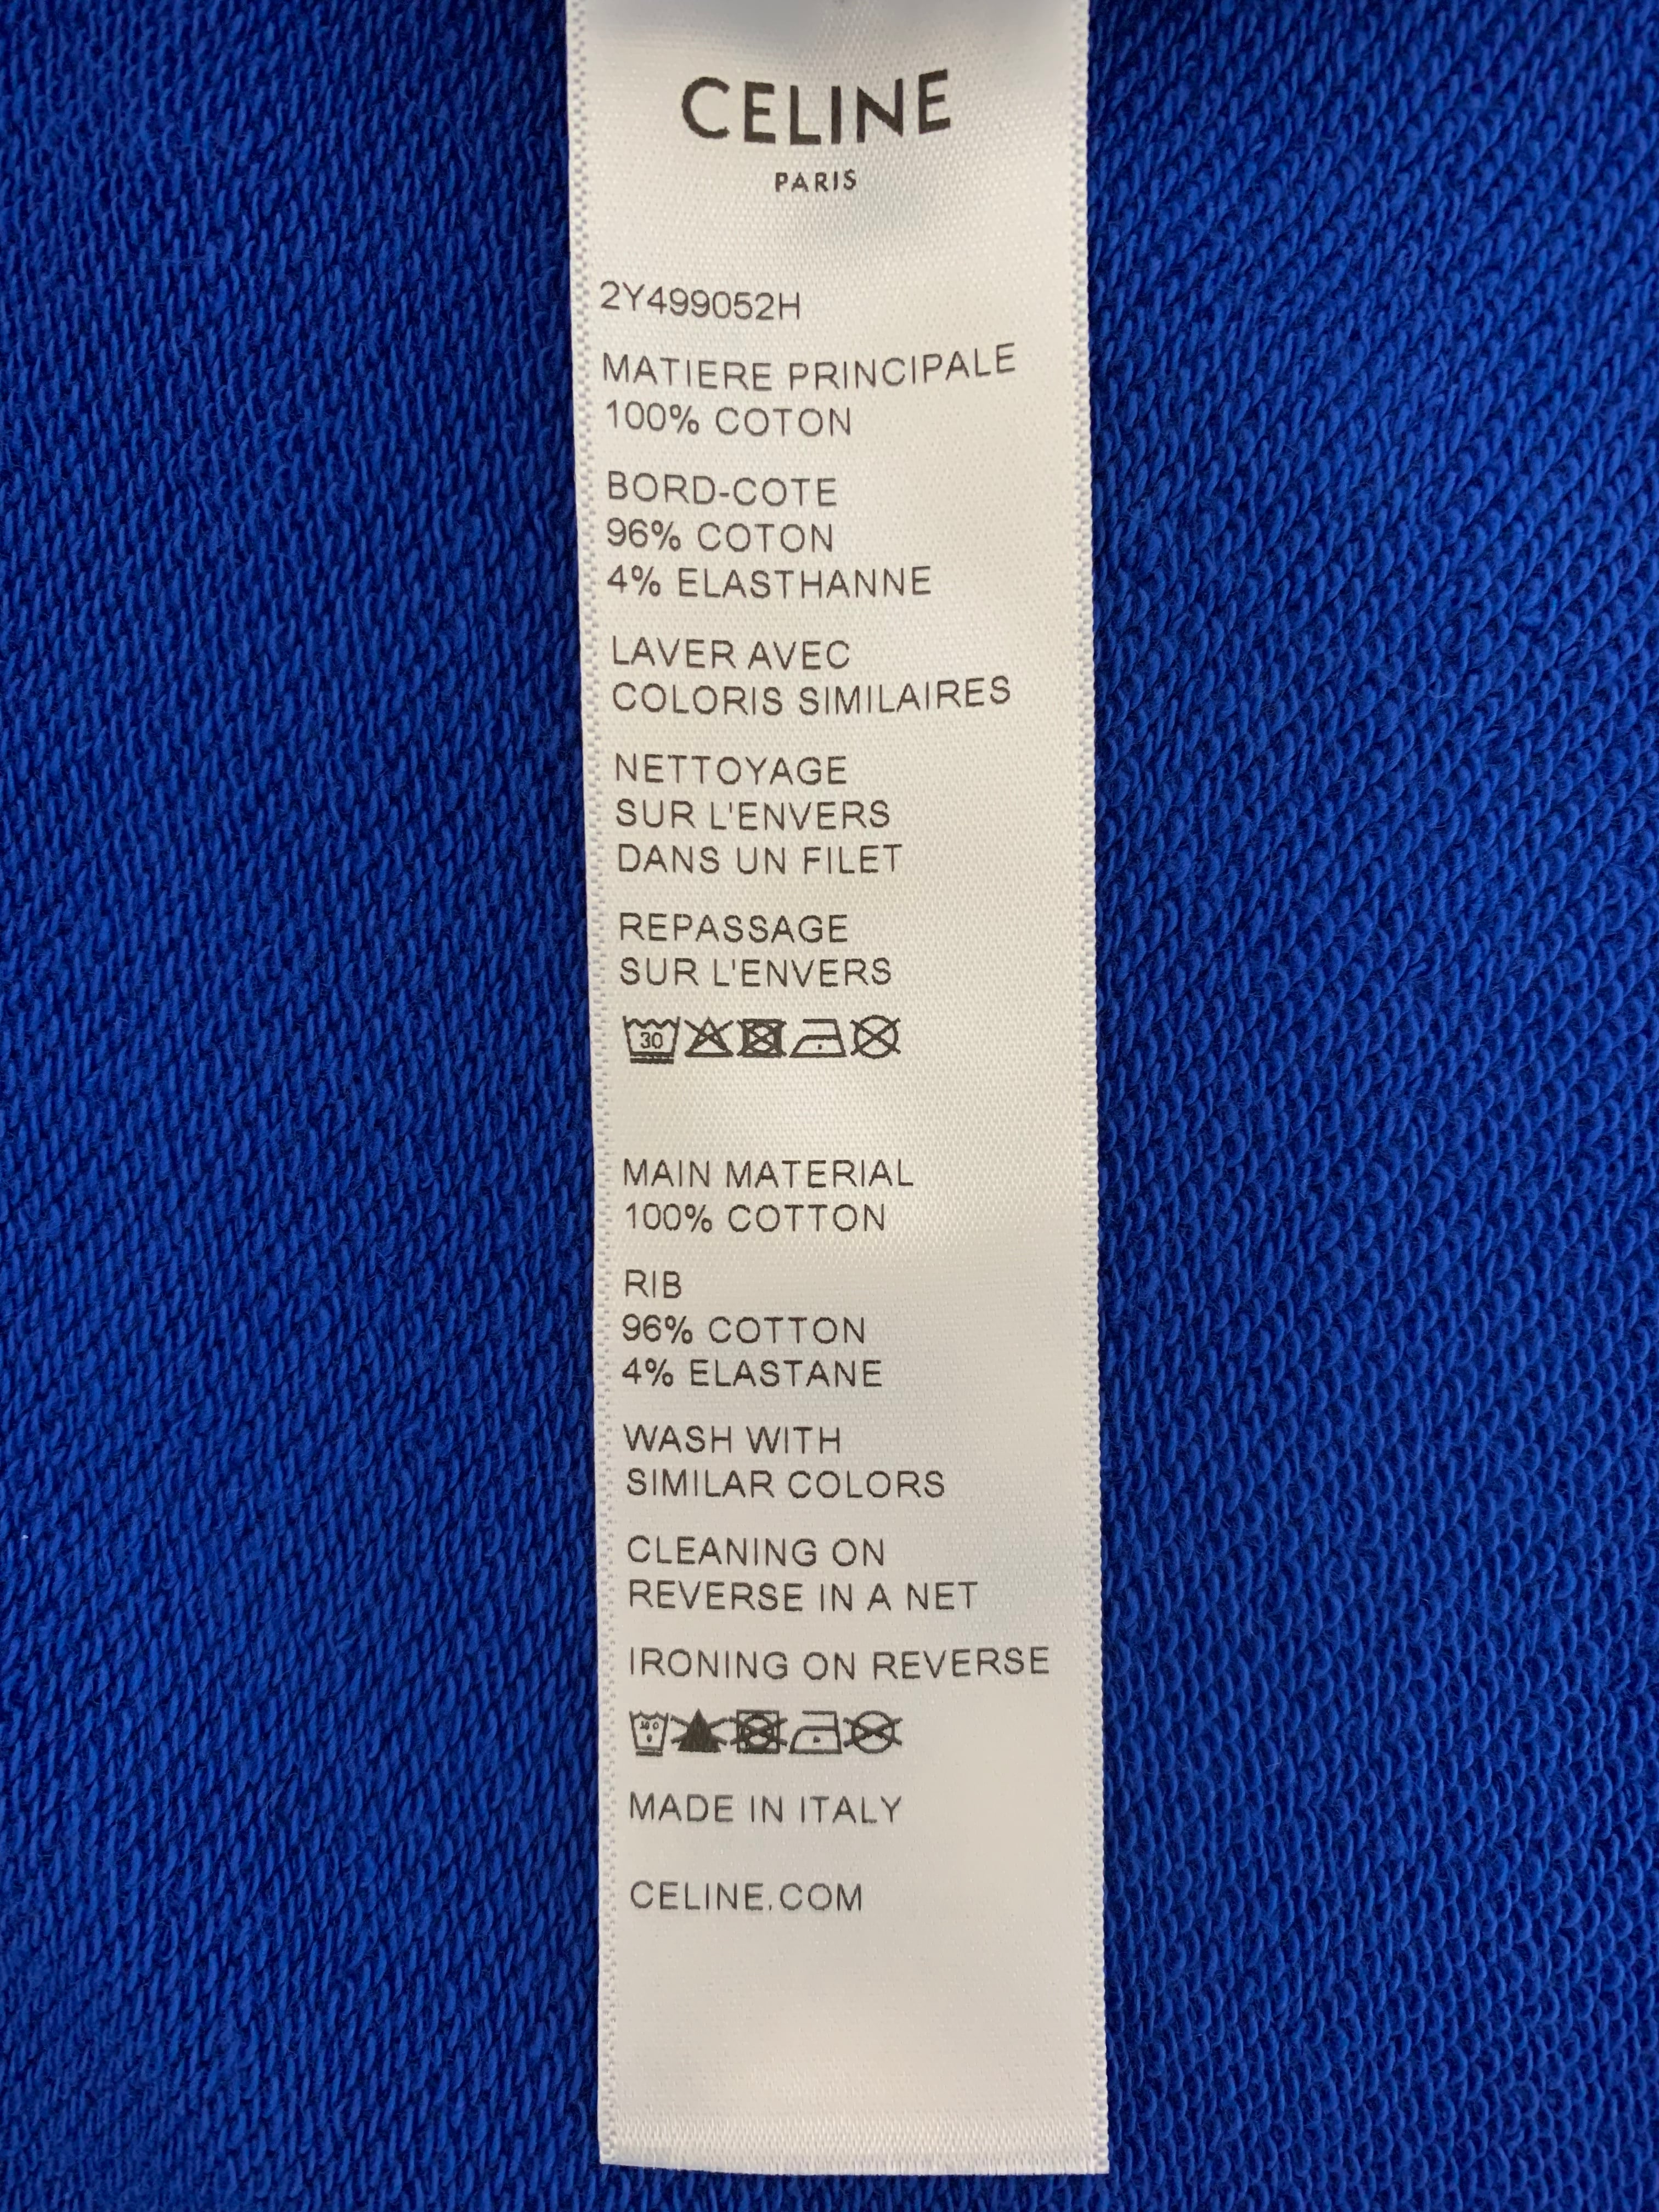 CELINE
PARIS
2Y499052H
MATIERE PRINCIPALE
100% COTON
BORD-COTE
96% COTON
4% ELASTHANNE
LAVER AVEC
COLORIS SIMILAIRES
NETTOYAGE
SUR L'ENVERS
DANS UN FILET
REPASSAGE
SUR L'ENVERS
30
MAIN MATERIAL
100% COTTON
RIB
96% COTTON
4% ELASTANE
WASH WITH
SIMILAR COLORS
CLEANING ON
REVERSE IN A NET
IRONING ON REVERSE
MADE IN ITALY
CELINE.COM